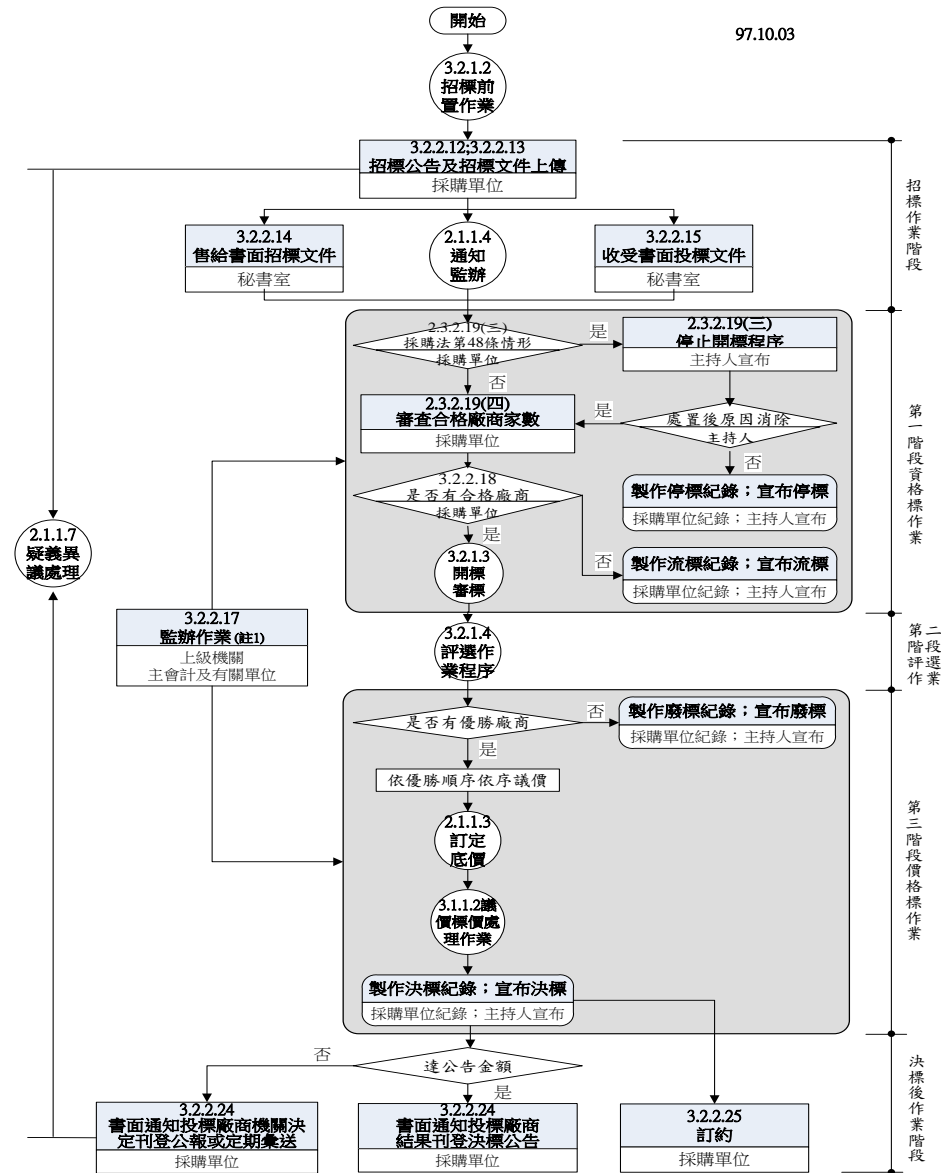 開始
97.10.03
3.2.1.2
招標前
置作業
3.2.2.12;3.2.2.13
招標公告及招標文件上傳
採購單位
招標作業階段
3.2.2.14
售給書面招標文件
秘書室
2.1.1.4
通知
監辦
3.2.2.15
收受書面投標文件
秘書室
2.3.2.19(三)
採購法第48條情形
採購單位
是
否
2.3.2.19(三)
停止開標程序
主持人宣布
2.3.2.19(四)
審查合格廠商家數
採購單位
是
處置後原因消除
主持人
否
第一階段資格標作業
3.2.2.18
是否有合格廠商
採購單位
是
否
製作停標紀錄；宣布停標
採購單位紀錄；主持人宣布
2.1.1.7
疑義異
議處理
3.2.1.3
開標
審標
製作流標紀錄；宣布流標
採購單位紀錄；主持人宣布
3.2.2.17
監辦作業(註1)
上級機關
主會計及有關單位
3.2.1.4
評選作
業程序
第二階段評選作業
是否有優勝廠商
否
是
製作廢標紀錄；宣布廢標
採購單位紀錄；主持人宣布
依優勝順序依序議價
2.1.1.3
訂定
底價
第三階段價格標作業
3.1.1.2議
價標價處
理作業
製作決標紀錄；宣布決標
採購單位紀錄；主持人宣布
達公告金額
否
是
決標後作業階段
3.2.2.24
書面通知投標廠商機關決
定刊登公報或定期彙送
採購單位
3.2.2.24
書面通知投標廠商
結果刊登決標公告
採購單位
3.2.2.25
訂約
採購單位